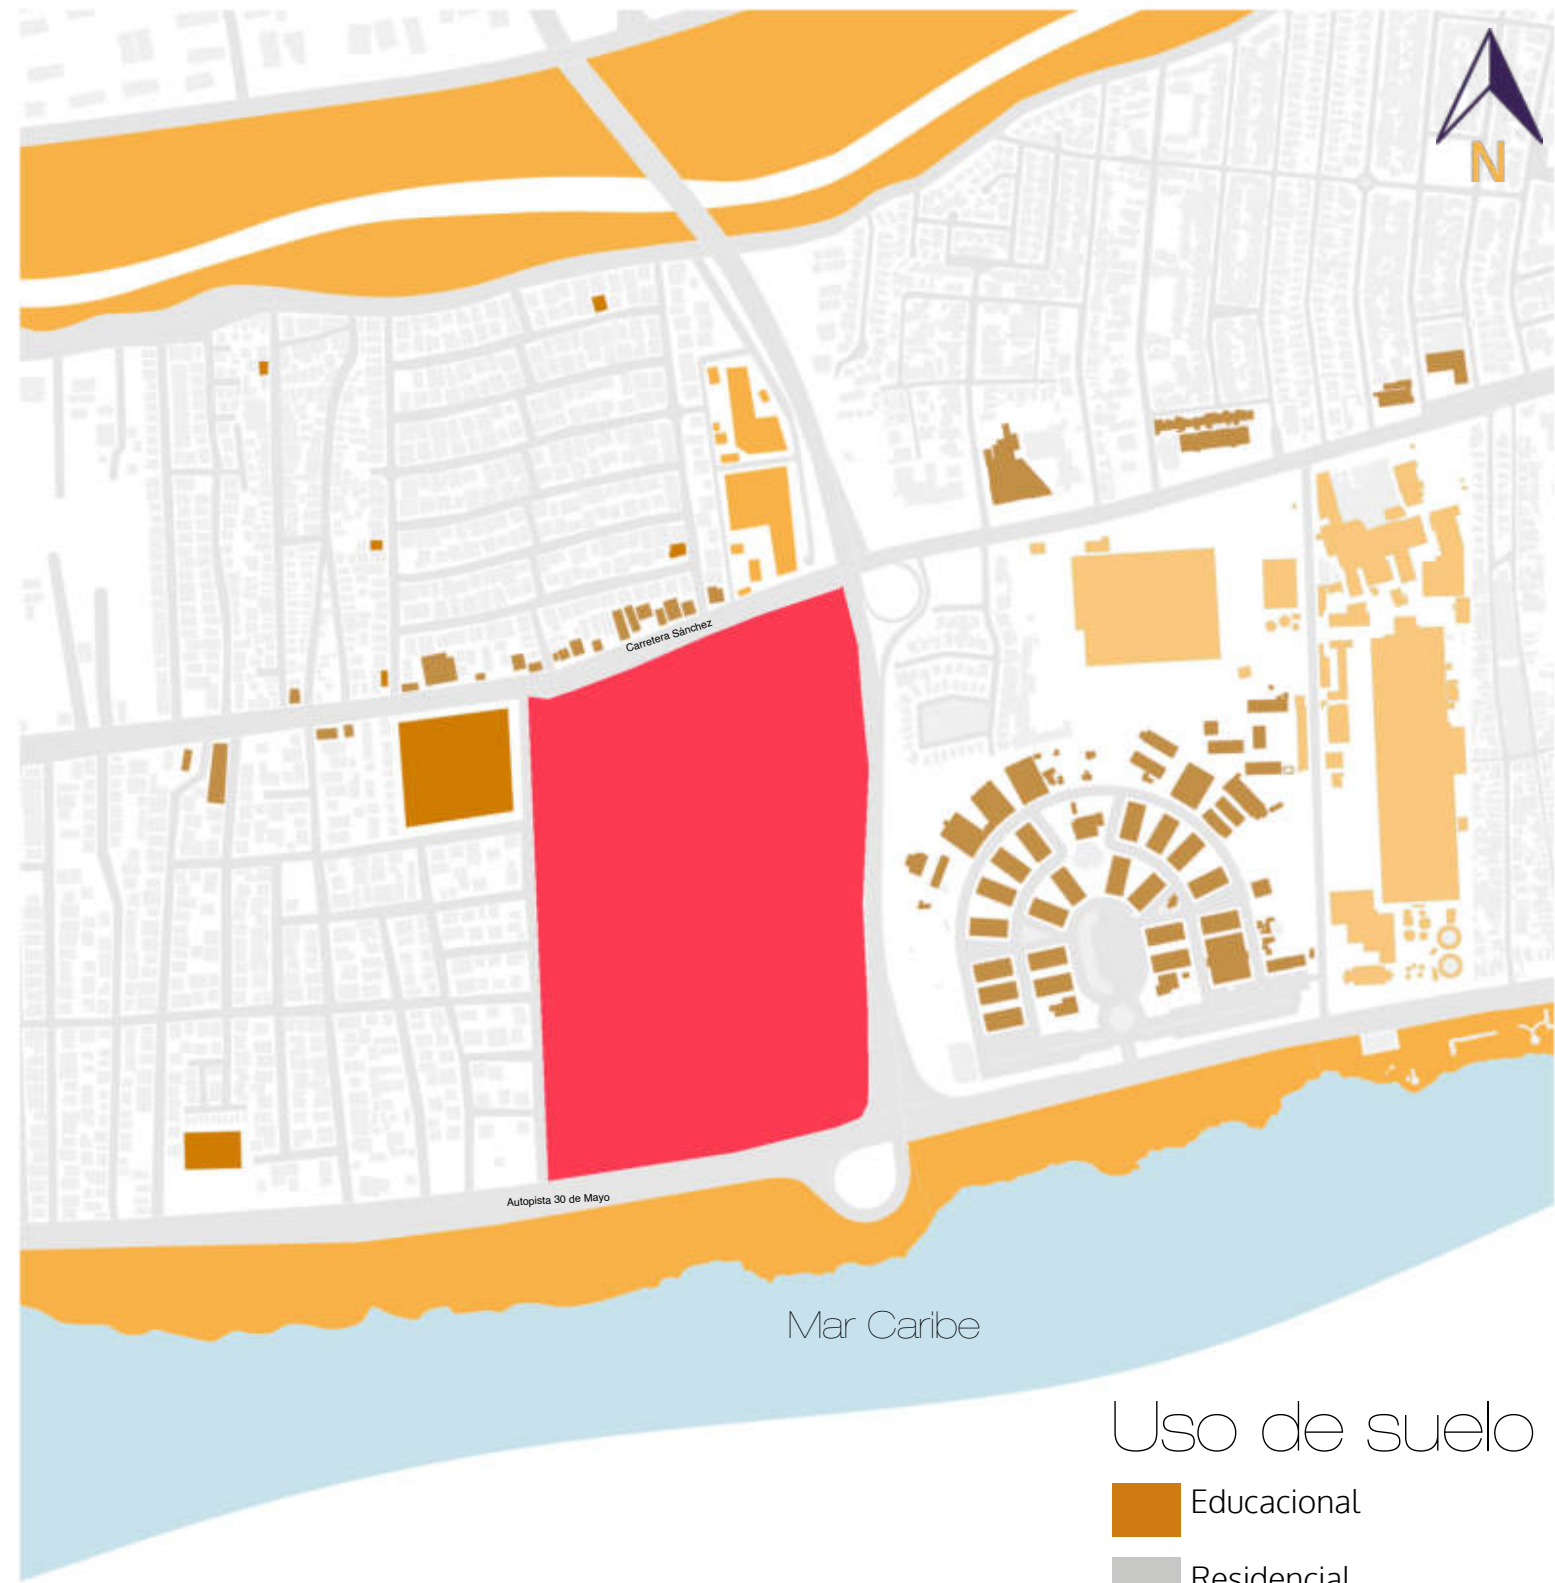 N
Carretera Sánchez
Autopista 30 de Mayo
Mar Caribe
Uso de suelo
Educacional
Residencial